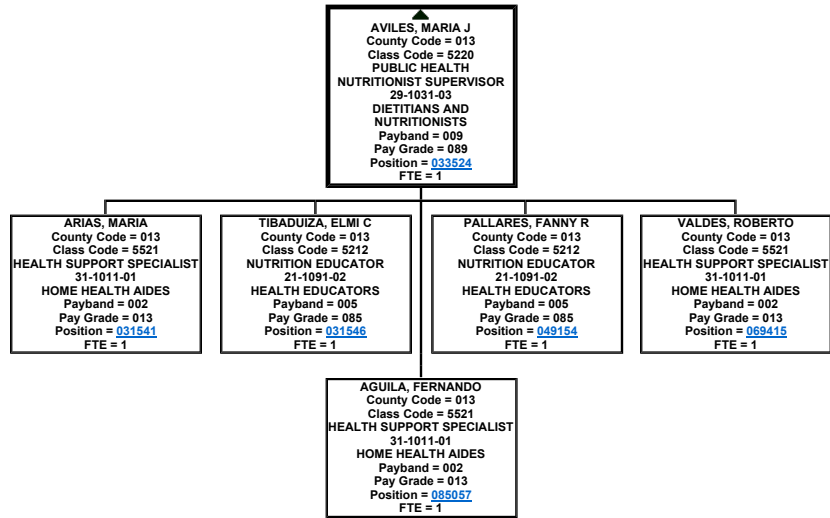 AVILES, MARIA J
County Code = 013
Class Code = 5220
PUBLIC HEALTH
NUTRITIONIST SUPERVISOR
29-1031-03
DIETITIANS AND
NUTRITIONISTS
Payband = 009
Pay Grade = 089
Position = 033524
FTE = 1
ARIAS, MARIA
County Code = 013
Class Code = 5521
HEALTH SUPPORT SPECIALIST
31-1011-01
HOME HEALTH AIDES
Payband = 002
Pay Grade = 013
Position = 031541
FTE = 1
TIBADUIZA, ELMI C
County Code = 013
Class Code = 5212
NUTRITION EDUCATOR
21-1091-02
HEALTH EDUCATORS
Payband = 005
Pay Grade = 085
Position = 031546
FTE = 1
PALLARES, FANNY R
County Code = 013
Class Code = 5212
NUTRITION EDUCATOR
21-1091-02
HEALTH EDUCATORS
Payband = 005
Pay Grade = 085
Position = 049154
FTE = 1
VALDES, ROBERTO
County Code = 013
Class Code = 5521
HEALTH SUPPORT SPECIALIST
31-1011-01
HOME HEALTH AIDES
Payband = 002
Pay Grade = 013
Position = 069415
FTE = 1
AGUILA, FERNANDO
County Code = 013
Class Code = 5521
HEALTH SUPPORT SPECIALIST
31-1011-01
HOME HEALTH AIDES
Payband = 002
Pay Grade = 013
Position = 085057
FTE = 1